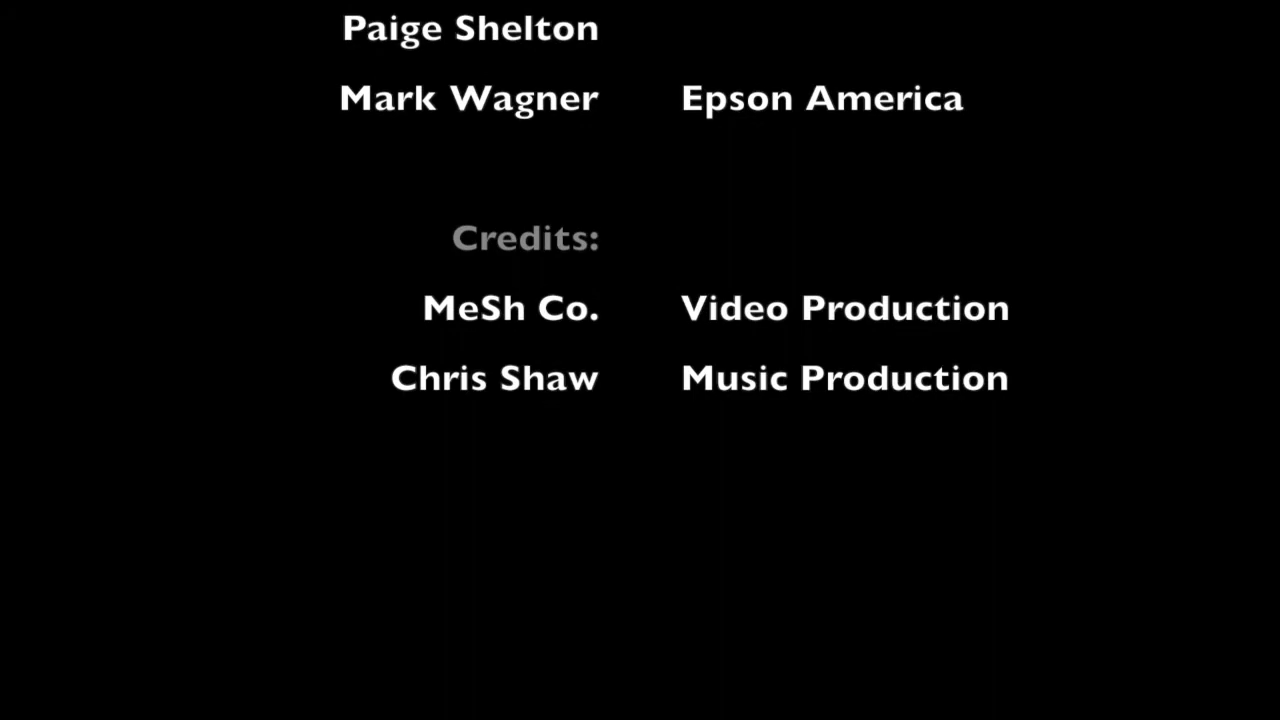 Paige Shelton
Mark Wagner Epson America
Credits:
MeSh Co. Video Production
Chris Shaw Music Production